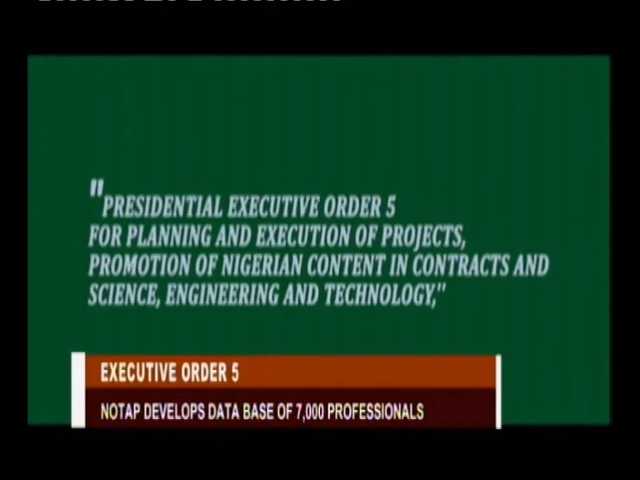 "PRESIDENTIAL EXECUTIVE ORDER 5
FOR PLANNING AND EXECUTION OF PROJECTS,
PROMOTION OF NIGERIAN CONTENT IN CONTRACTS AND
SCIENCE, ENGINEERING AND TECHNOLOGY,"
EXECUTIVE ORDER 5
NOTAP DEVELOPS DATA BASE OF 7,000 PROFESSIONALS